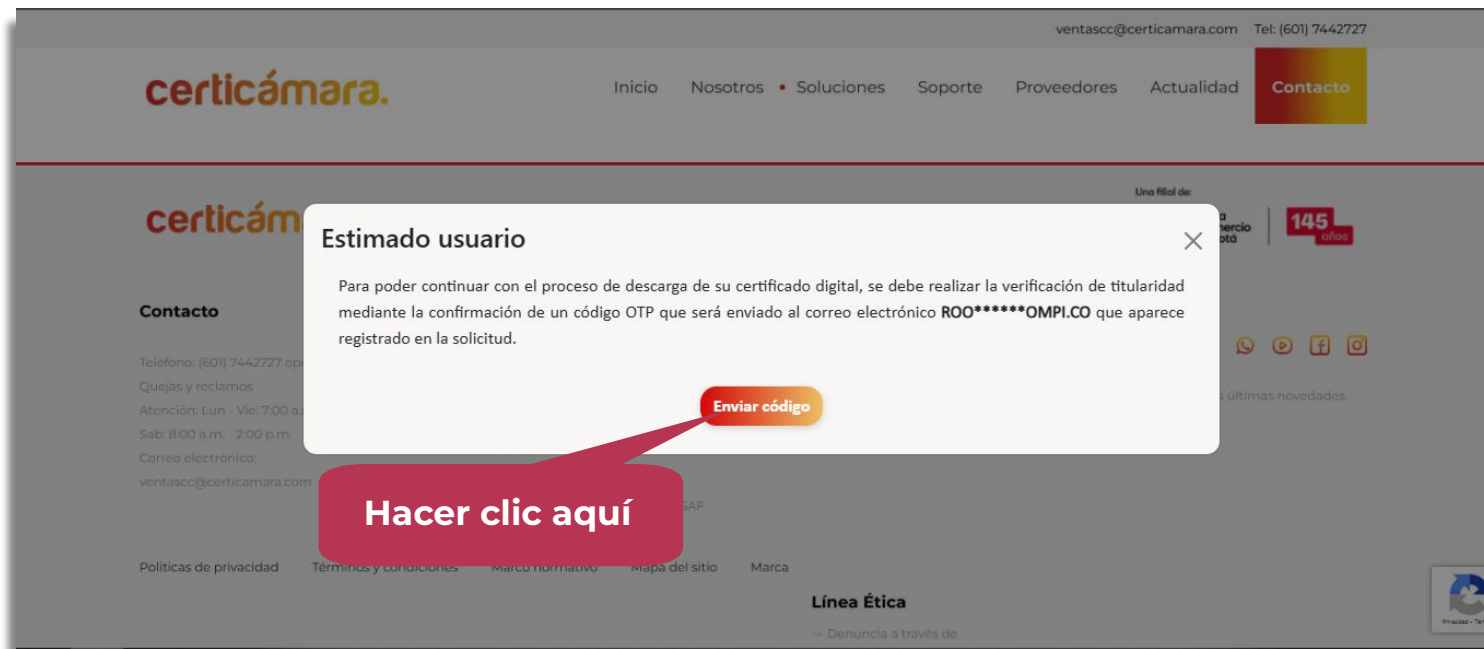 ventascc@certicamara.com Tel: (601) 7442727
certicámara.
Inicio Nosotros • Soluciones Soporte Proveedores Actualidad Contacto
Una filial de:
certicám
145
años
Estimado usuario
Para poder continuar con el proceso de descarga de su certificado digital, se debe realizar la verificación de titularidad
mediante la confirmación de un código OTP que será enviado al correo electrónico ROO******OMPI.CO que aparece
registrado en la solicitud.
Enviar código
Contacto
Teléfono: (601) 7442727
Quejas y reclamos
Atención: Lun - Vie: 7:00 a.
Sab: 8:00 a.m. - 2:00 p.m.
Correo electrónico:
ventascc@certicamara.com
últimas novedades.
Hacer clic aquí
Políticas de privacidad Términos y condiciones Marco normativo Mapa del sitio Marca
Línea Ética
→ Denuncia a través de